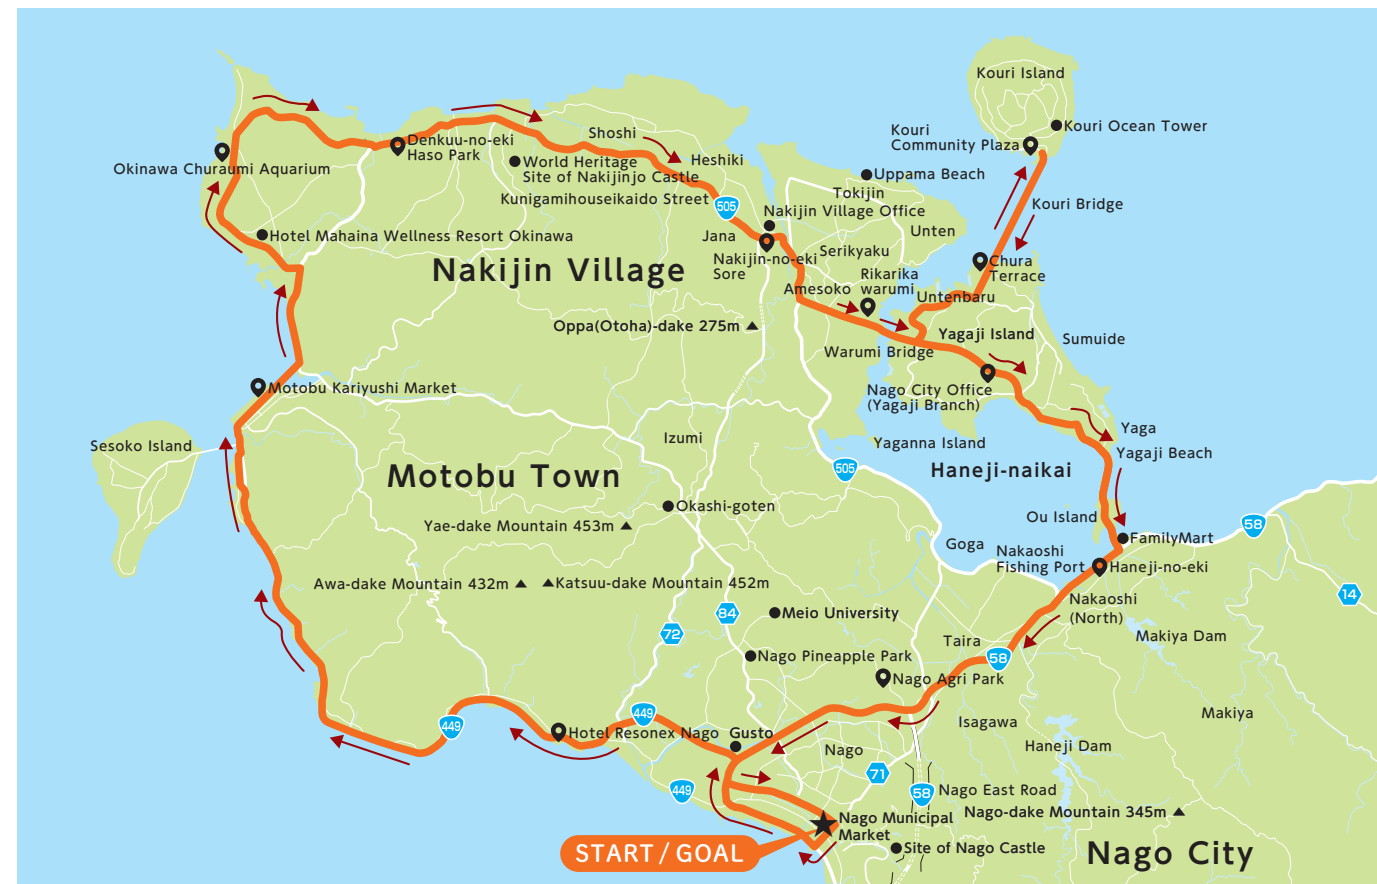 Kouri Island
Kouri Ocean Tower
Kouri
Community Plaza
Shoshi
Denkuu-no-eki
Haso Park
Okinawa Churaumi Aquarium
World Heritage
Site of Nakijinjo Castle
Heshiki
Uppama Beach
Tokijin
Kunigamihouseikaido Street
505
Nakijin Village Office
Kouri Bridge
Hotel Mahaina Wellness Resort Okinawa
Jana
Unten
Nakijin-no-eki
Sore
Serikyaku
Chura
Terrace
Nakijin Village
Rikarika
warumi
Amesoko
Untenbaru
Oppa(Otoha)-dake 275m
Yagaji Island
Sumuide
Warumi Bridge
Motobu Kariyushi Market
Nago City Office
(Yagaji Branch)
Sesoko Island
Izumi
Yaganna Island
Yaga
Yagaji Beach
505
Haneji-naikai
Motobu Town
Okashi-goten
Yae-dake Mountain 453m
Ou Island
58
FamilyMart
Goga
Nakaoshi
Fishing Port
Haneji-no-eki
Awa-dake Mountain 432m
Katsuu-dake Mountain 452m
14
Nakaoshi
(North)
84
Meio University
72
Taira
Makiya Dam
58
Nago Pineapple Park
Nago Agri Park
449
449
Isagawa
Makiya
Hotel Resonex Nago
Gusto
Nago
Haneji Dam
71
449
58
Nago East Road
Nago-dake Mountain 345m
Nago Municipal
Market
START / GOAL
Site of Nago Castle
Nago City